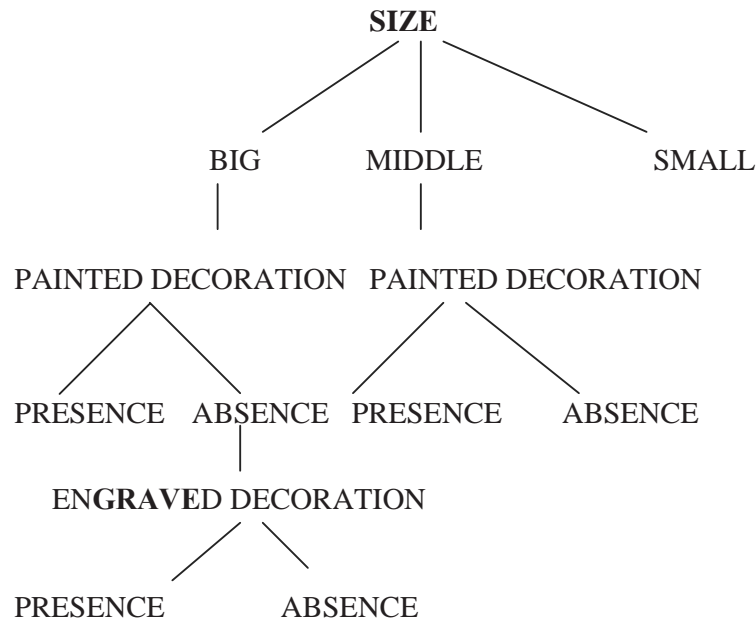 SIZE
BIG MIDDLE SMALL
PAINTED DECORATION PAINTED DECORATION
PRESENCE ABSENCE PRESENCE ABSENCE
ENGRAVED DECORATION
PRESENCE ABSENCE